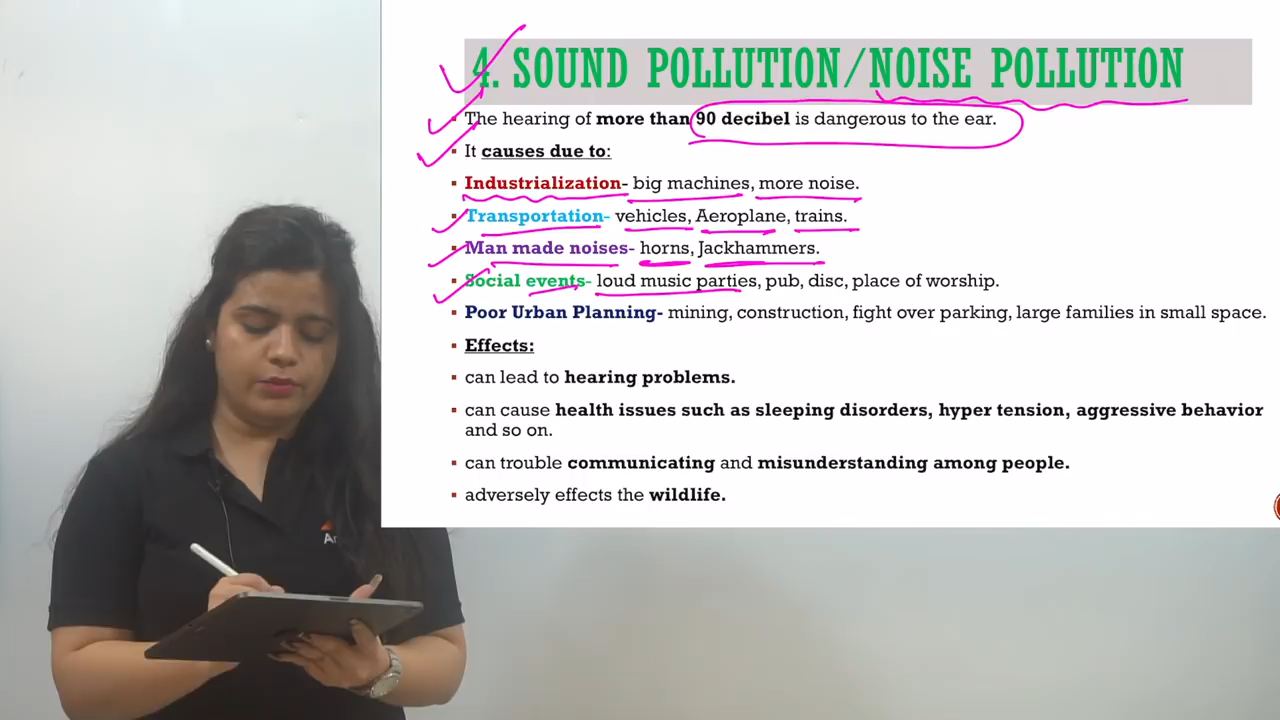 4. SOUND POLLUTION/NOISE POLLUTION
▪ The hearing of more than 90 decibel is dangerous to the ear.
▪ It causes due to:
▪ Industrialization- big machines, more noise.
▪ Transportation- vehicles, Aeroplane, trains.
▪ Man made noises- horns, Jackhammers.
▪ Social events- loud music parties, pub, disc, place of worship.
▪ Poor Urban Planning- mining, construction, fight over parking, large families in small space.
▪ Effects:
▪ can lead to hearing problems.
▪ can cause health issues such as sleeping disorders, hyper tension, aggressive behavior
and so on.
▪ can trouble communicating and misunderstanding among people.
▪ adversely effects the wildlife.